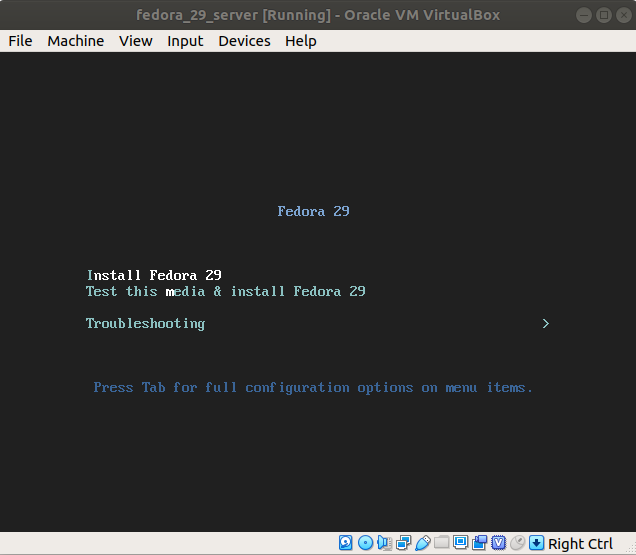 fedora_29_server [Running] - Oracle VM VirtualBox
File Machine View Input Devices Help
Fedora 29
Install Fedora 29
Test this media & install Fedora 29
Troubleshooting >
Press Tab for full configuration options on menu items.
Right Ctrl